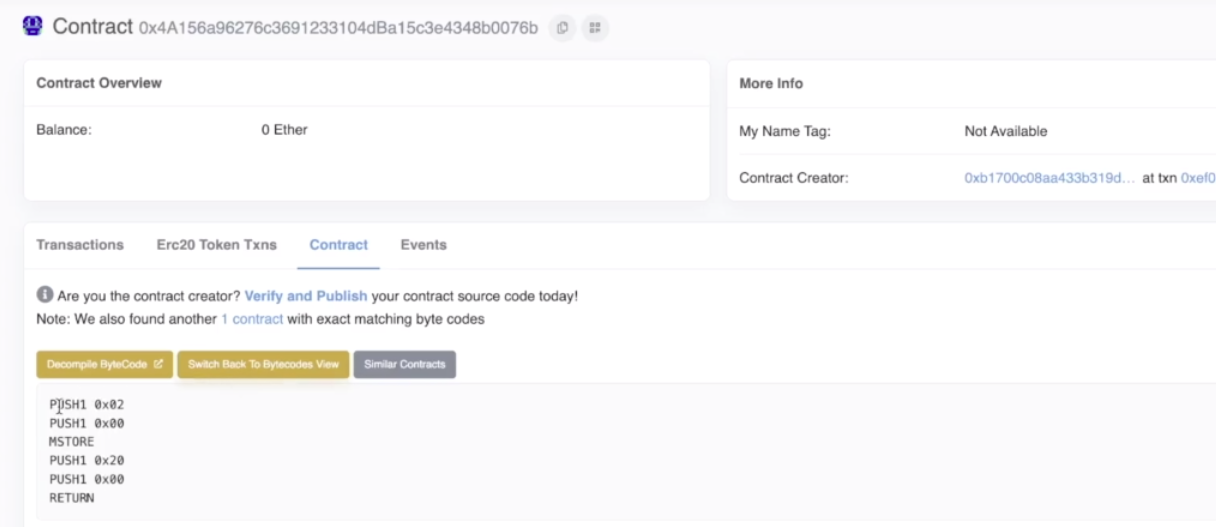 Contract 0x4A156a96276c3691233104dBa15c3e4348b0076b
Contract Overview
Balance: 0 Ether
More Info
My Name Tag: Not Available
Contract Creator: 0xb1700c08aa433b319d... at txn 0xef0
Transactions Erc20 Token Txns Contract Events
Are you the contract creator? Verify and Publish your contract source code today!
Note: We also found another 1 contract with exact matching byte codes
Decompile ByteCode Switch Back To Bytecodes View Similar Contracts
PUSH1 0x02
PUSH1 0x00
MSTORE
PUSH1 0x20
PUSH1 0x00
RETURN